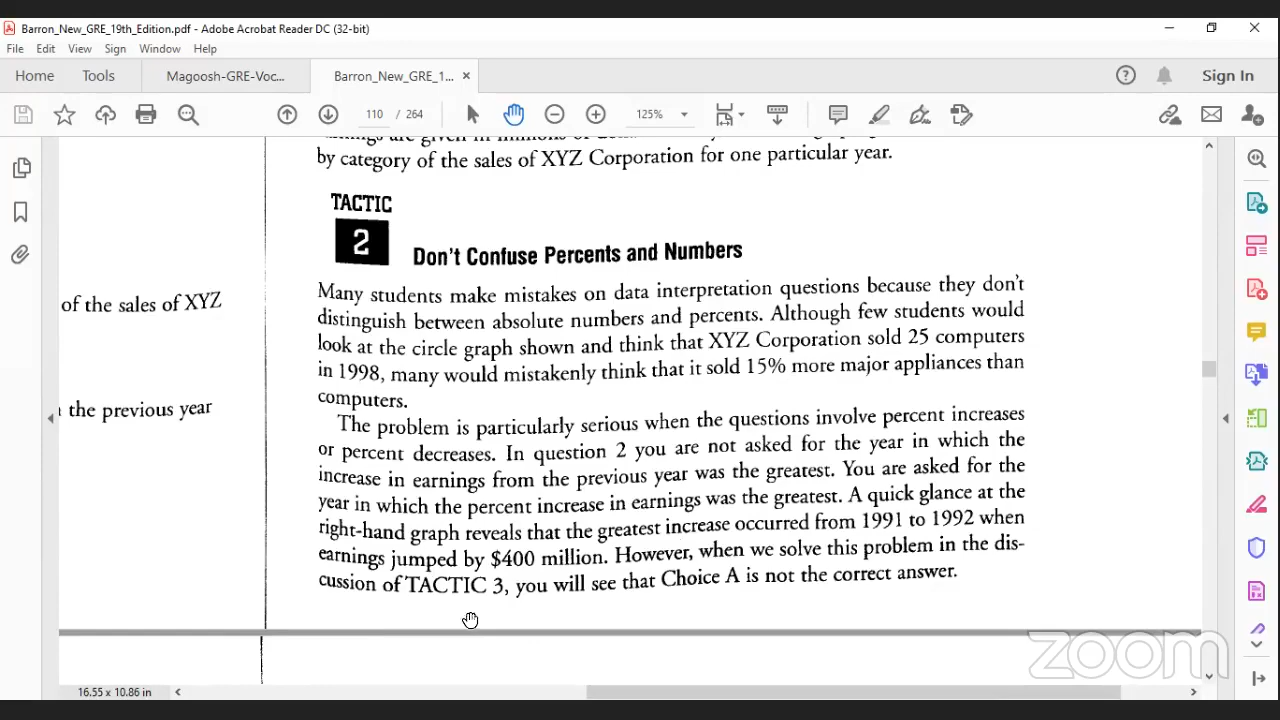 Barron_New_GRE_19th_Edition.pdf - Adobe Acrobat Reader DC (32-bit)
File Edit View Sign Window Help
Home Tools Magoosh-GRE-Voc... Barron_New_GRE_1... Sign In
110 / 264 125%
by category of the sales of XYZ Corporation for one particular year.
TACTIC
2 Don't Confuse Percents and Numbers
of the sales of XYZ
the previous year
Many students make mistakes on data interpretation questions because they don't
distinguish between absolute numbers and percents. Although few students would
look at the circle graph shown and think that XYZ Corporation sold 25 computers
in 1998, many would mistakenly think that it sold 15% more major appliances than
computers.
The problem is particularly serious when the questions involve percent increases
or percent decreases. In question 2 you are not asked for the year in which the
increase in earnings from the previous year was the greatest. You are asked for the
year in which the percent increase in earnings was the greatest. A quick glance at the
right-hand graph reveals that the greatest increase occurred from 1991 to 1992 when
earnings jumped by $400 million. However, when we solve this problem in the dis-
cussion of TACTIC 3, you will see that Choice A is not the correct answer.
zoom
16.55 x 10.86 in